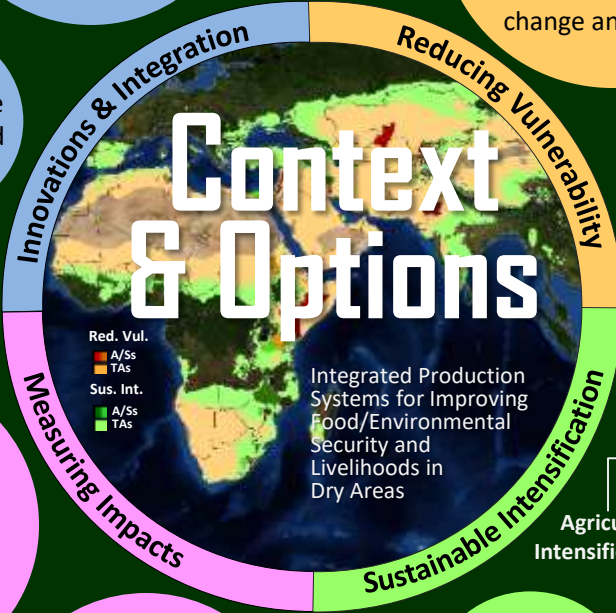 change an
Innovations & Integration
Reducing Vulnerability
e
d
Context
& Options
Red. Vul.
A/Ss
TAs
Sus. Int.
A/Ss
TAs
Integrated Production
Systems for Improving
Food/Environmental
Security and
Livelihoods in
Dry Areas
Measuring Impacts
Sustainable Intensification
Agricu
Intensifi